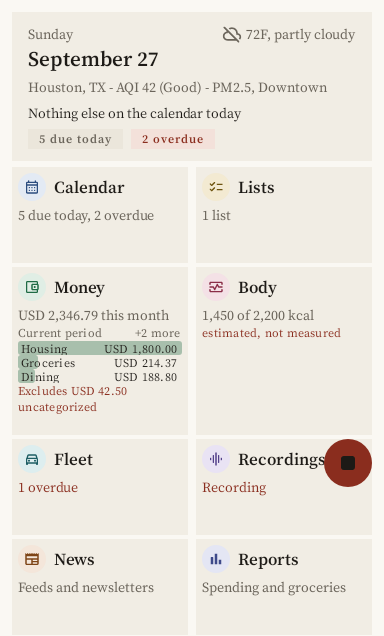 Sunday
72F, partly cloudy
September 27
Houston, TX - AQI 42 (Good) - PM2.5, Downtown
Nothing else on the calendar today
5 due today
2 overdue
Calendar
5 due today, 2 overdue
Lists
1 list
Money
USD 2,346.79 this month
Current period +2 more
Housing USD 1,800.00
Groceries USD 214.37
Dining USD 188.80
Excludes USD 42.50
uncategorized
Body
1,450 of 2,200 kcal
estimated, not measured
Fleet
1 overdue
Recordings
Recording
News
Feeds and newsletters
Reports
Spending and groceries